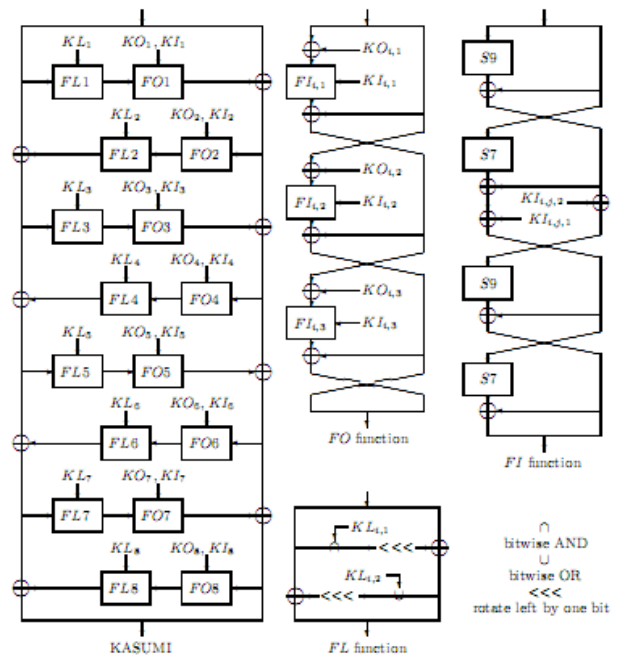 KL₁ KO₁, KI₁
FL1 FO1
KL₂ KO₂, KI₂
FL2 FO2
KL₃ KO₃, KI₃
FL3 FO3
KL₄ KO₄, KI₄
FL4 FO4
KL₅ KO₅, KI₅
FL5 FO5
KL₆ KO₆, KI₆
FL6 FO6
KL₇ KO₇, KI₇
FL7 FO7
KL₈ KO₈, KI₈
FL8 FO8
KASUMI
KOᵢ,₁
FIᵢ,₁ KIᵢ,₁
KOᵢ,₂
FIᵢ,₂ KIᵢ,₂
KOᵢ,₃
FIᵢ,₃ KIᵢ,₃
FO function
S9
S7
KIᵢ,ⱼ,₂
KIᵢ,ⱼ,₁
S9
S7
FI function
KLᵢ,₁
<<<
KLᵢ,₂
<<<
FL function
∩
bitwise AND
∪
bitwise OR
<<<
rotate left by one bit